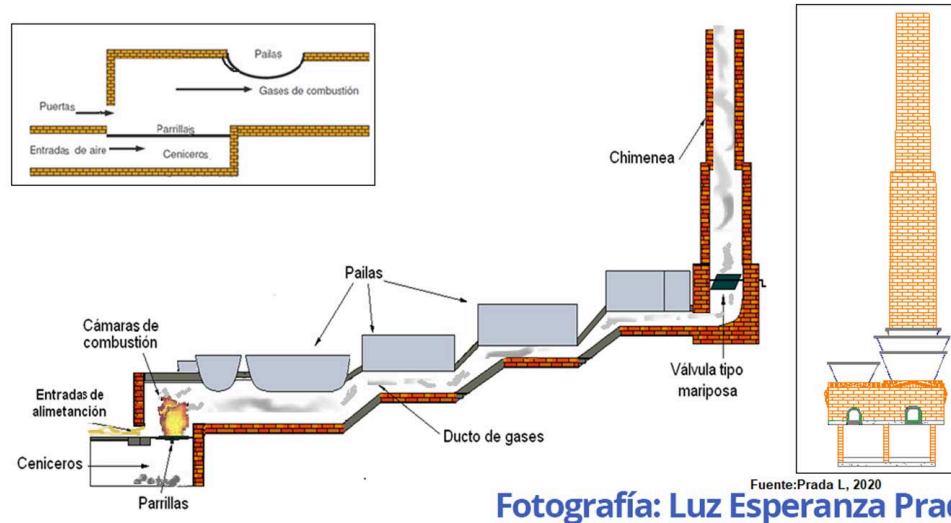 Pailas
Gases de combustión
Puertas
Parrillas
Entradas de aire
Ceniceros
Chimenea
Pailas
Cámaras de
combustión
Válvula tipo
mariposa
Entradas de
alimetanción
Ducto de gases
Ceniceros
Parrillas
Fuente:Prada L, 2020
Fotografía: Luz Esperanza Prad